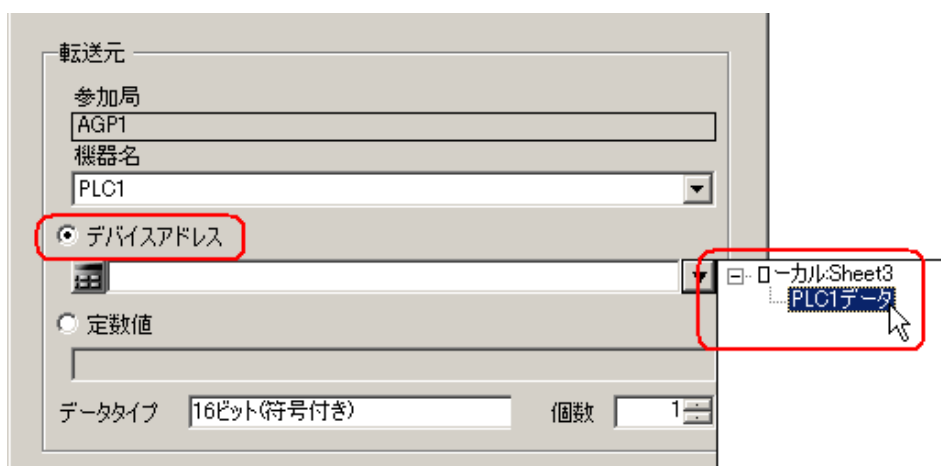 転送元
参加局
AGP1
機器名
PLC1
デバイスアドレス
ローカル:Sheet3
PLC1データ
定数値
データタイプ 16ビット(符号付き) 個数 1